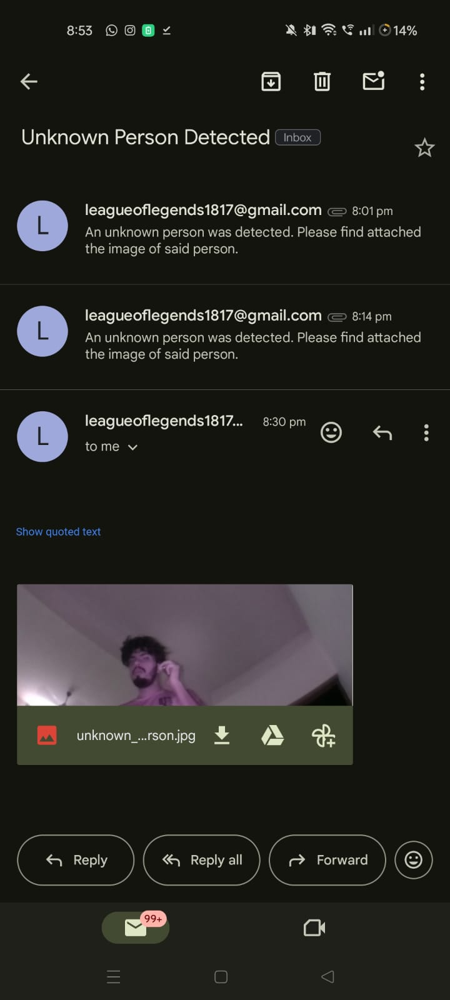 8:53 14%
Unknown Person Detected Inbox
L
leagueoflegends1817@gmail.com 8:01 pm
An unknown person was detected. Please find attached
the image of said person.
L
leagueoflegends1817@gmail.com 8:14 pm
An unknown person was detected. Please find attached
the image of said person.
L
leagueoflegends1817... 8:30 pm
to me
Show quoted text
unknown_...rson.jpg
Reply Reply all Forward
99+